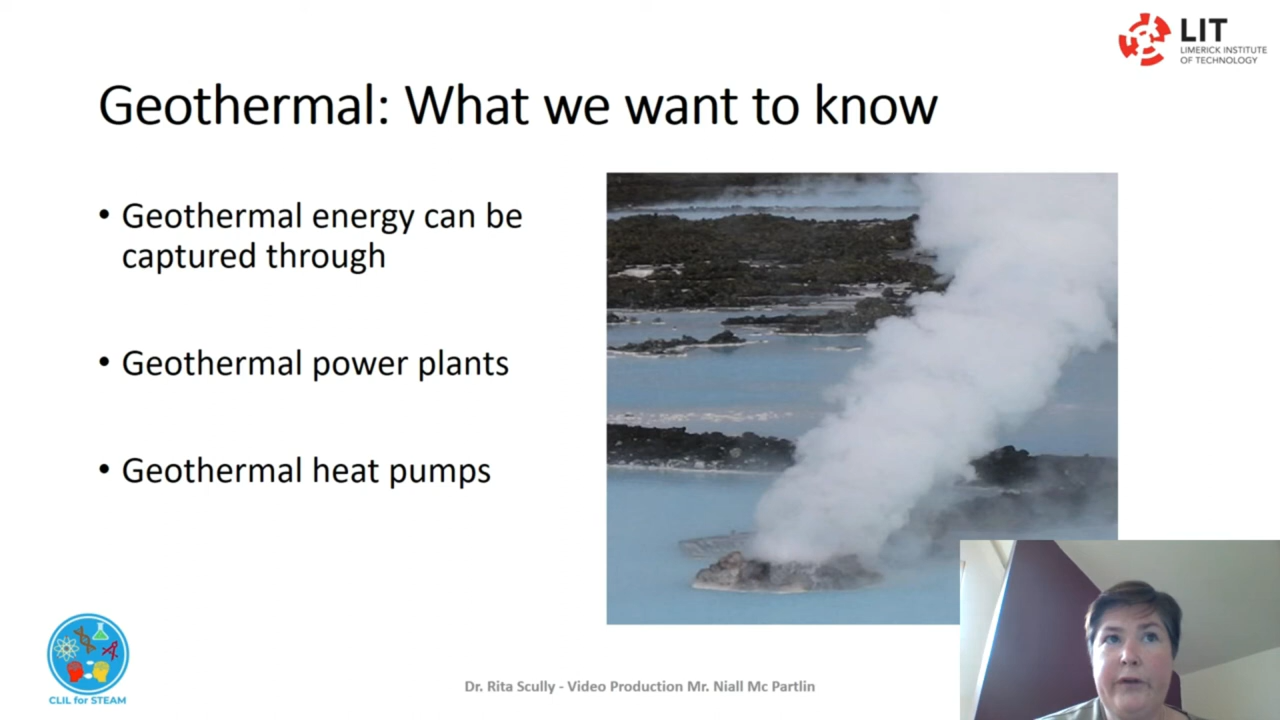 LIT
LIMERICK INSTITUTE
OF TECHNOLOGY
Geothermal: What we want to know
• Geothermal energy can be
captured through
• Geothermal power plants
• Geothermal heat pumps
CLIL for STEAM
Dr. Rita Scully - Video Production Mr. Niall Mc Partlin